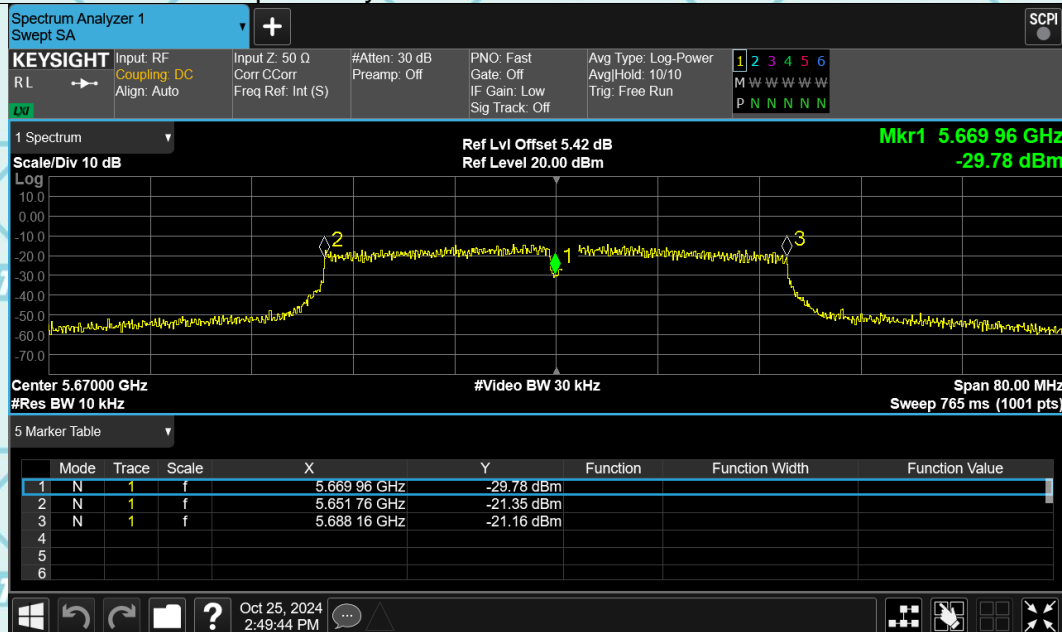 Spectrum Analyzer 1
Swept SA
+
SCPI
KEYSIGHT
RL
LXI
Input: RF
Coupling: DC
Align: Auto
Input Z: 50 Ω
Corr CCorr
Freq Ref: Int (S)
#Atten: 30 dB
Preamp: Off
PNO: Fast
Gate: Off
IF Gain: Low
Sig Track: Off
Avg Type: Log-Power
Avg|Hold: 10/10
Trig: Free Run
1 2 3 4 5 6
M W W W W W
P N N N N N
1 Spectrum
Scale/Div 10 dB
Ref Lvl Offset 5.42 dB
Ref Level 20.00 dBm
Mkr1 5.669 96 GHz
-29.78 dBm
Log
10.0
0.00
-10.0
-20.0
-30.0
-40.0
-50.0
-60.0
-70.0
2
1
3
Center 5.67000 GHz
#Video BW 30 kHz
Span 80.00 MHz
#Res BW 10 kHz
Sweep 765 ms (1001 pts)
5 Marker Table
Mode Trace Scale X Y Function Function Width Function Value
1 N 1 f 5.669 96 GHz -29.78 dBm
2 N 1 f 5.651 76 GHz -21.35 dBm
3 N 1 f 5.688 16 GHz -21.16 dBm
4
5
6
?
Oct 25, 2024
2:49:44 PM